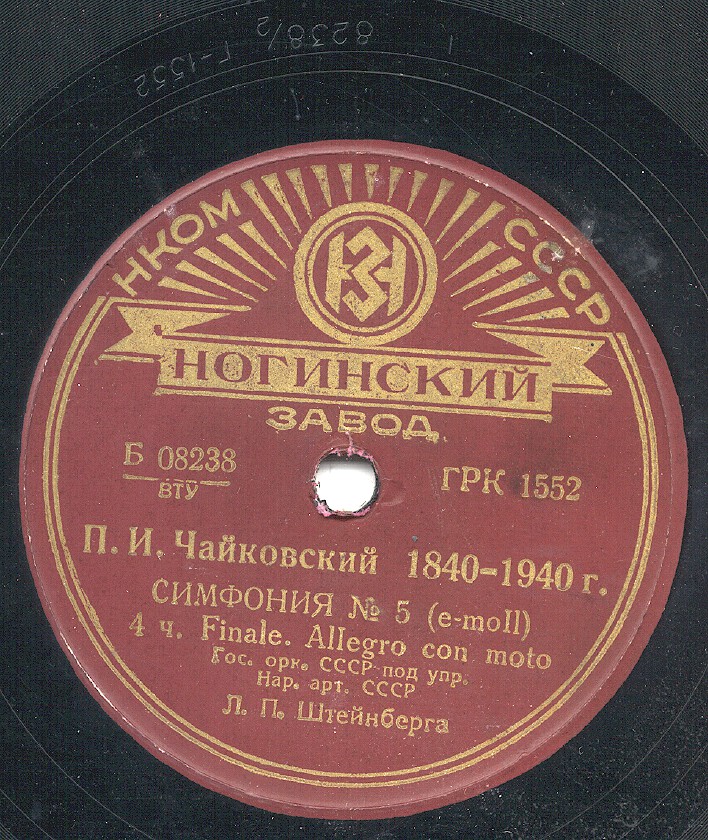 8238/2
Г-1552
НКОМ СССР
НЗ
НОГИНСКИЙ
ЗАВОД
Б 08238
ВТУ
ГРК 1552
П. И. Чайковский 1840-1940 г.
СИМФОНИЯ № 5 (e-moll)
4 ч. Finale. Allegro con moto
Гос. орк. СССР под упр.
Нар. арт. СССР
Л. П. Штейнберга